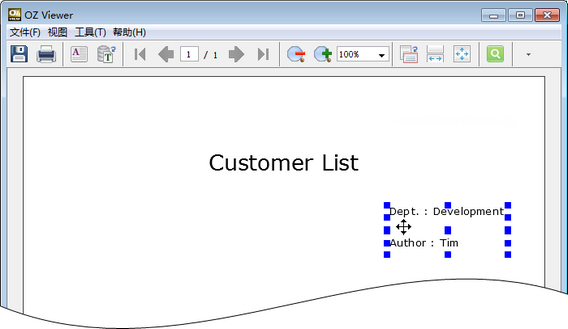 OZ Viewer
文件(F) 视图 工具(T) 帮助(H)
1 / 1 100%
Customer List
Dept. : Development
Author : Tim